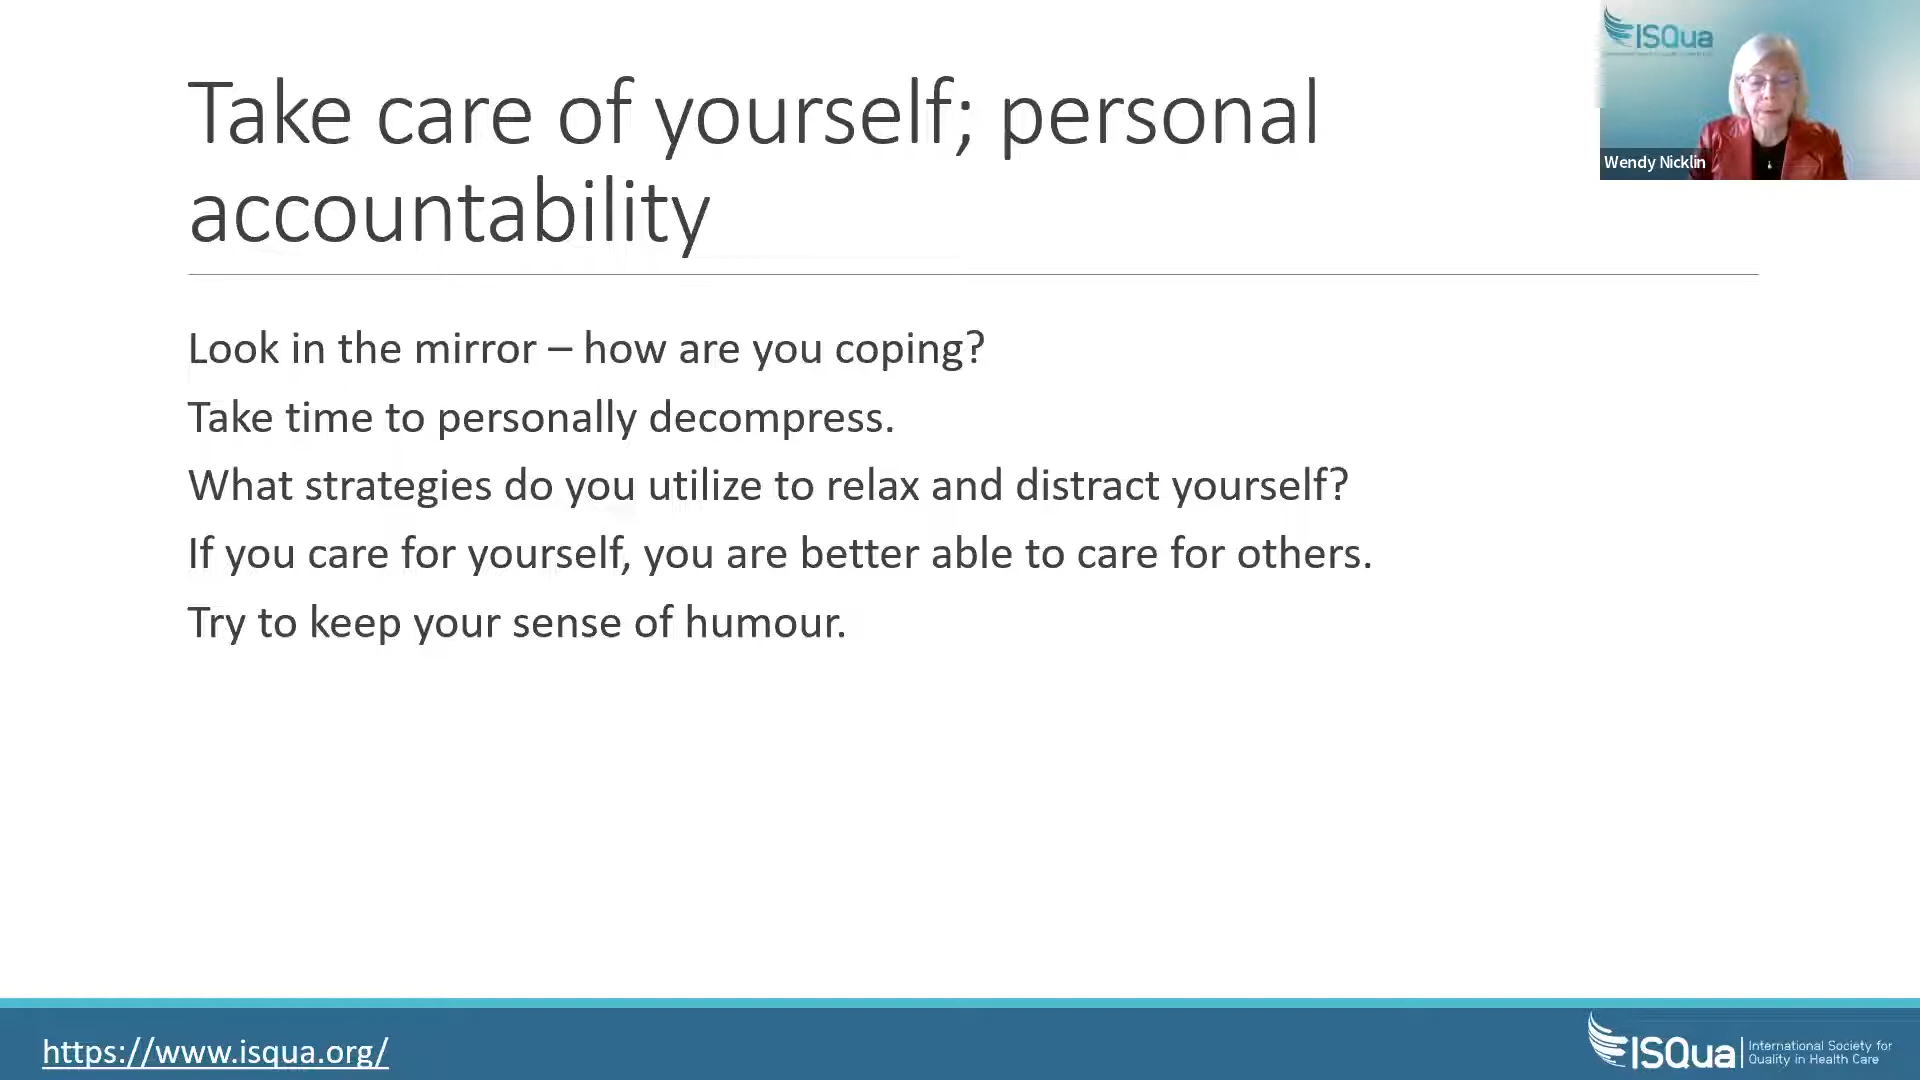 ISQua
Wendy Nicklin
Take care of yourself; personal
accountability
Look in the mirror – how are you coping?
Take time to personally decompress.
What strategies do you utilize to relax and distract yourself?
If you care for yourself, you are better able to care for others.
Try to keep your sense of humour.
https://www.isqua.org/
ISQua
International Society for
Quality in Health Care